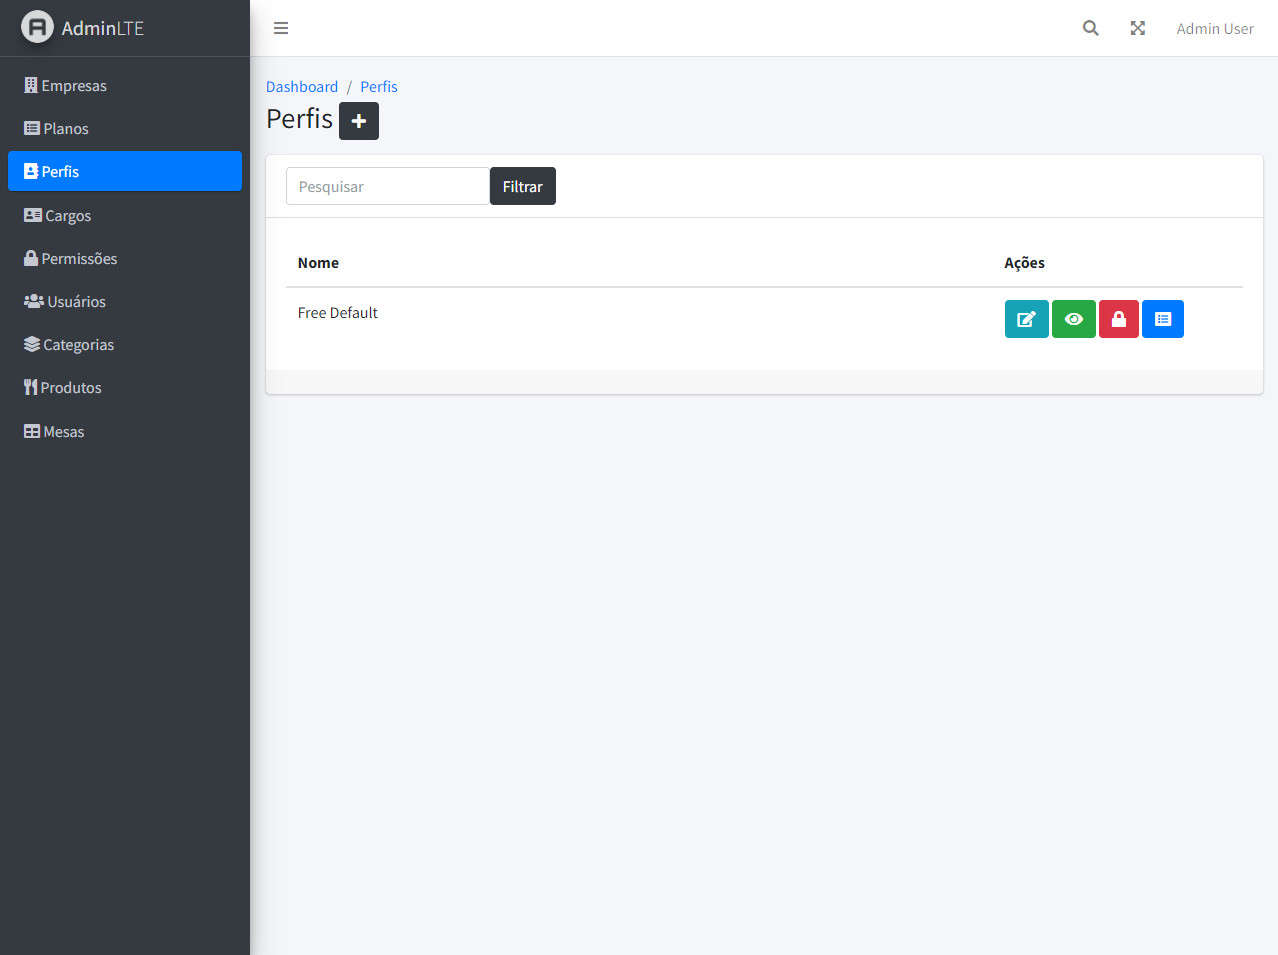 AdminLTE
Empresas
Planos
Perfis
Cargos
Permissões
Usuários
Categorias
Produtos
Mesas
Admin User
Dashboard / Perfis
Perfis
Pesquisar Filtrar
Nome Ações
Free Default